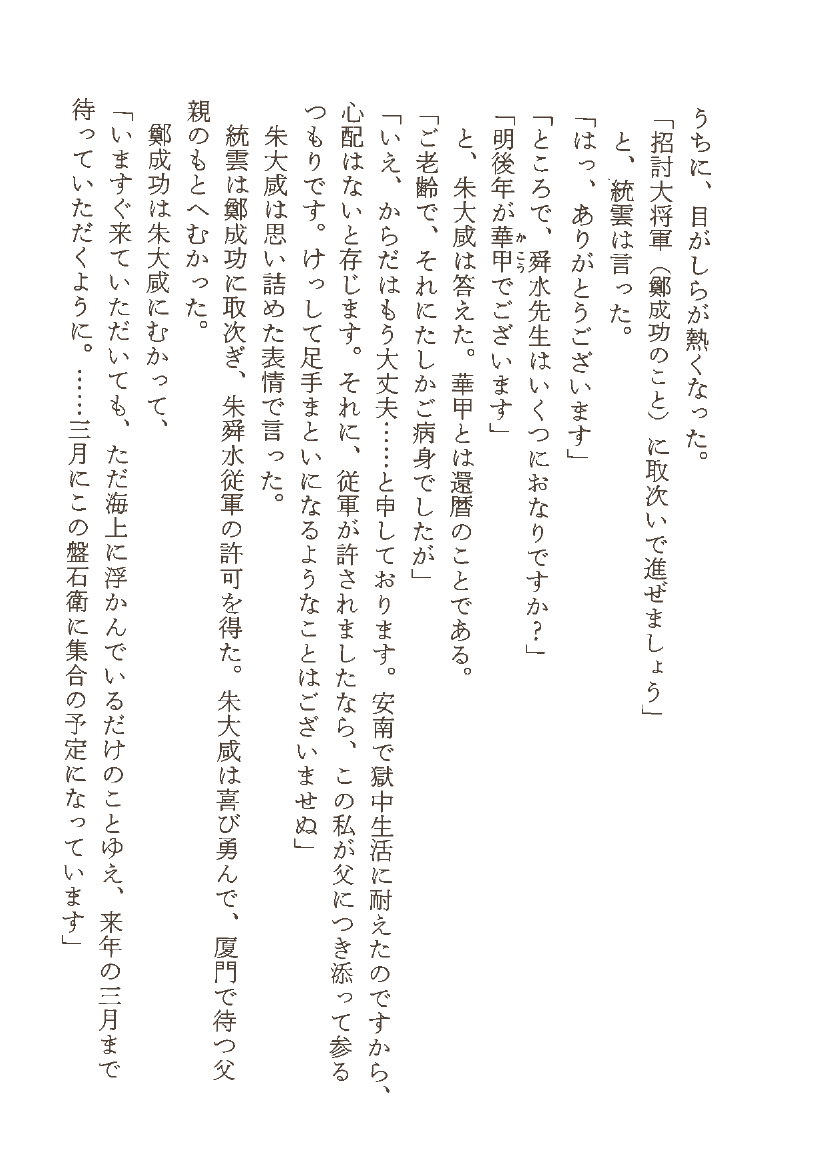 うちに、目がしらが熱くなった。
「招討大将軍（鄭成功のこと）に取次いで進ぜましょう」
と、統雲は言った。
「はっ、ありがとうございます」
「ところで、舜水先生はいくつにおなりですか？」
「明後年が華甲でございます」
かこう
と、朱大咸は答えた。華甲とは還暦のことである。
「ご老齢で、それにたしかご病身でしたが」
「いえ、からだはもう大丈夫……と申しております。安南で獄中生活に耐えたのですから、
心配はないと存じます。それに、従軍が許されましたなら、この私が父につき添って参る
つもりです。けっして足手まといになるようなことはございませぬ」
朱大咸は思い詰めた表情で言った。
統雲は鄭成功に取次ぎ、朱舜水従軍の許可を得た。朱大咸は喜び勇んで、厦門で待つ父
親のもとへむかった。
鄭成功は朱大咸にむかって、
「いますぐ来ていただいても、ただ海上に浮かんでいるだけのことゆえ、来年の三月まで
待っていただくように。……三月にこの盤石衛に集合の予定になっています」